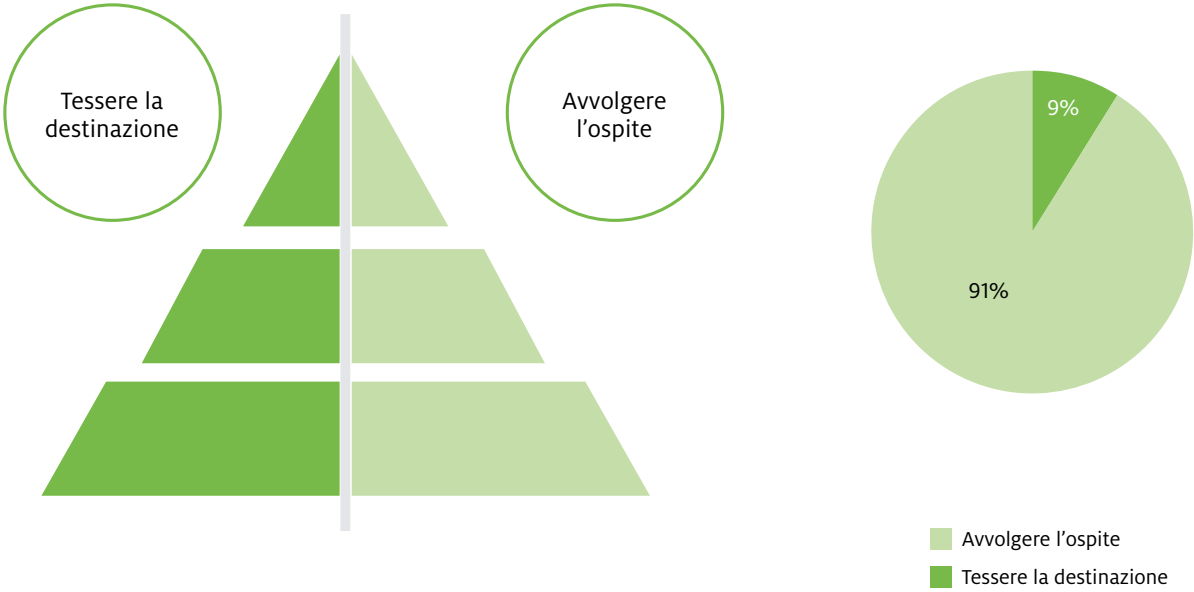 Tessere la
destinazione
Avvolgere
l’ospite
9%
91%
Avvolgere l’ospite
Tessere la destinazione